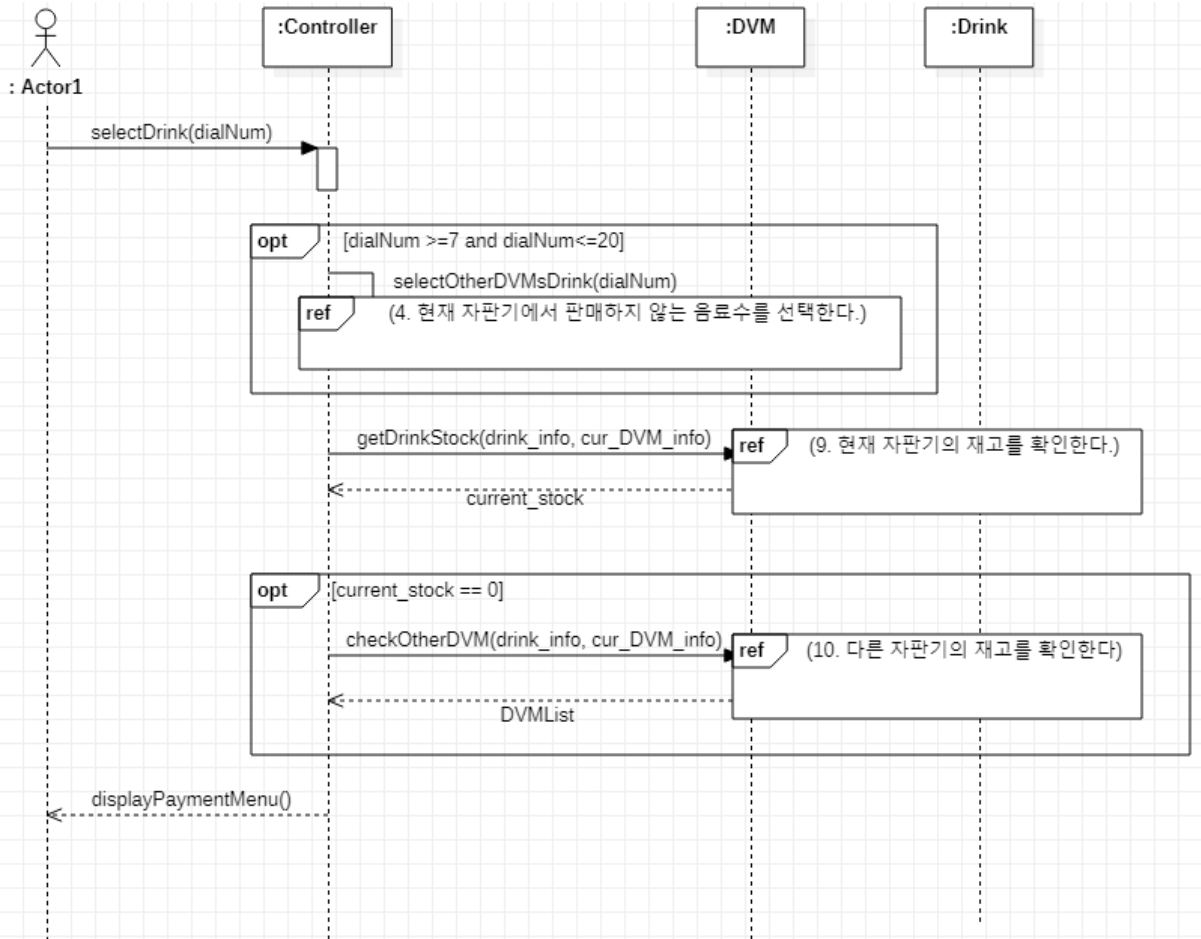 :Controller
:DVM
:Drink
: Actor1
selectDrink(dialNum)
opt
[dialNum >=7 and dialNum<=20]
selectOtherDVMsDrink(dialNum)
ref
(4. 현재 자판기에서 판매하지 않는 음료수를 선택한다.)
getDrinkStock(drink_info, cur_DVM_info)
ref
(9. 현재 자판기의 재고를 확인한다.)
current_stock
opt
[current_stock == 0]
checkOtherDVM(drink_info, cur_DVM_info)
ref
(10. 다른 자판기의 재고를 확인한다)
DVMList
displayPaymentMenu()